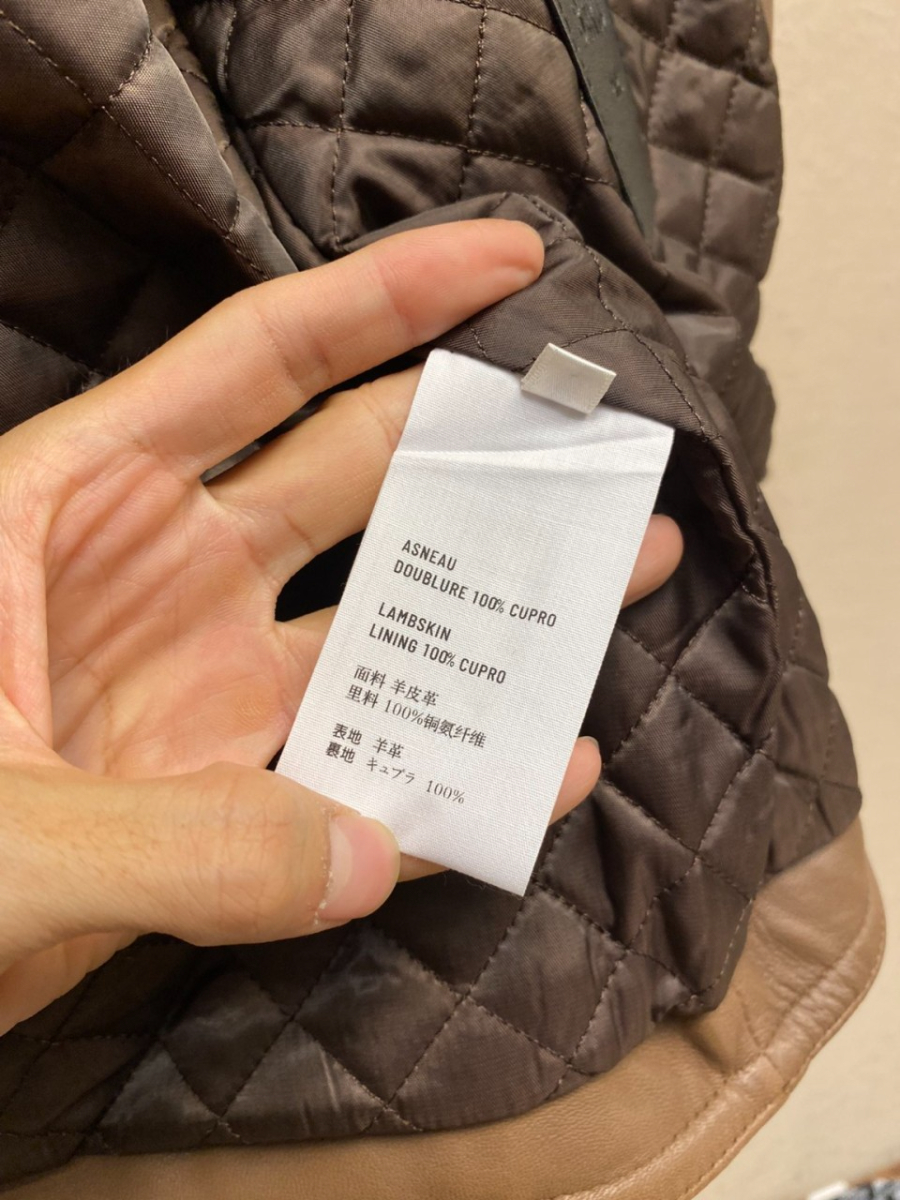 ASNEAU
DOUBLURE 100% CUPRO
LAMBSKIN
LINING 100% CUPRO
面料 羊皮革
里料 100%铜氨纤维
表地 羊革
裏地 キュプラ 100%